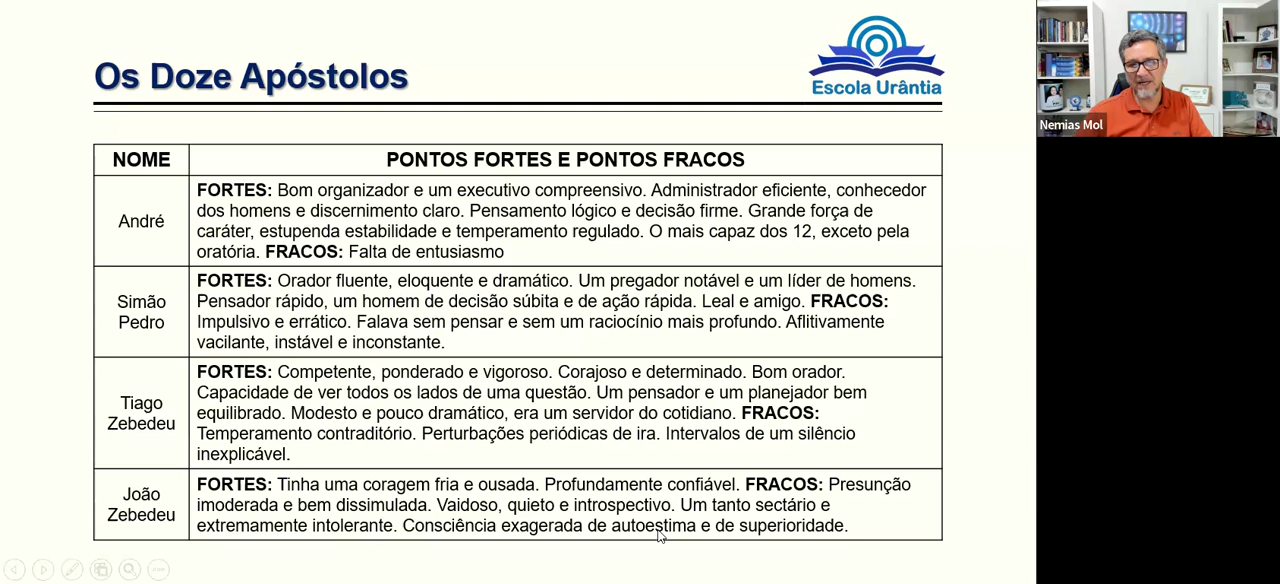 Os Doze Apóstolos
Escola Urântia
Nemias Mol
NOME
PONTOS FORTES E PONTOS FRACOS
André
FORTES: Bom organizador e um executivo compreensivo. Administrador eficiente, conhecedor
dos homens e discernimento claro. Pensamento lógico e decisão firme. Grande força de
caráter, estupenda estabilidade e temperamento regulado. O mais capaz dos 12, exceto pela
oratória. FRACOS: Falta de entusiasmo
Simão
Pedro
FORTES: Orador fluente, eloquente e dramático. Um pregador notável e um líder de homens.
Pensador rápido, um homem de decisão súbita e de ação rápida. Leal e amigo. FRACOS:
Impulsivo e errático. Falava sem pensar e sem um raciocínio mais profundo. Aflitivamente
vacilante, instável e inconstante.
Tiago
Zebedeu
FORTES: Competente, ponderado e vigoroso. Corajoso e determinado. Bom orador.
Capacidade de ver todos os lados de uma questão. Um pensador e um planejador bem
equilibrado. Modesto e pouco dramático, era um servidor do cotidiano. FRACOS:
Temperamento contraditório. Perturbações periódicas de ira. Intervalos de um silêncio
inexplicável.
João
Zebedeu
FORTES: Tinha uma coragem fria e ousada. Profundamente confiável. FRACOS: Presunção
imoderada e bem dissimulada. Vaidoso, quieto e introspectivo. Um tanto sectário e
extremamente intolerante. Consciência exagerada de autoestima e de superioridade.